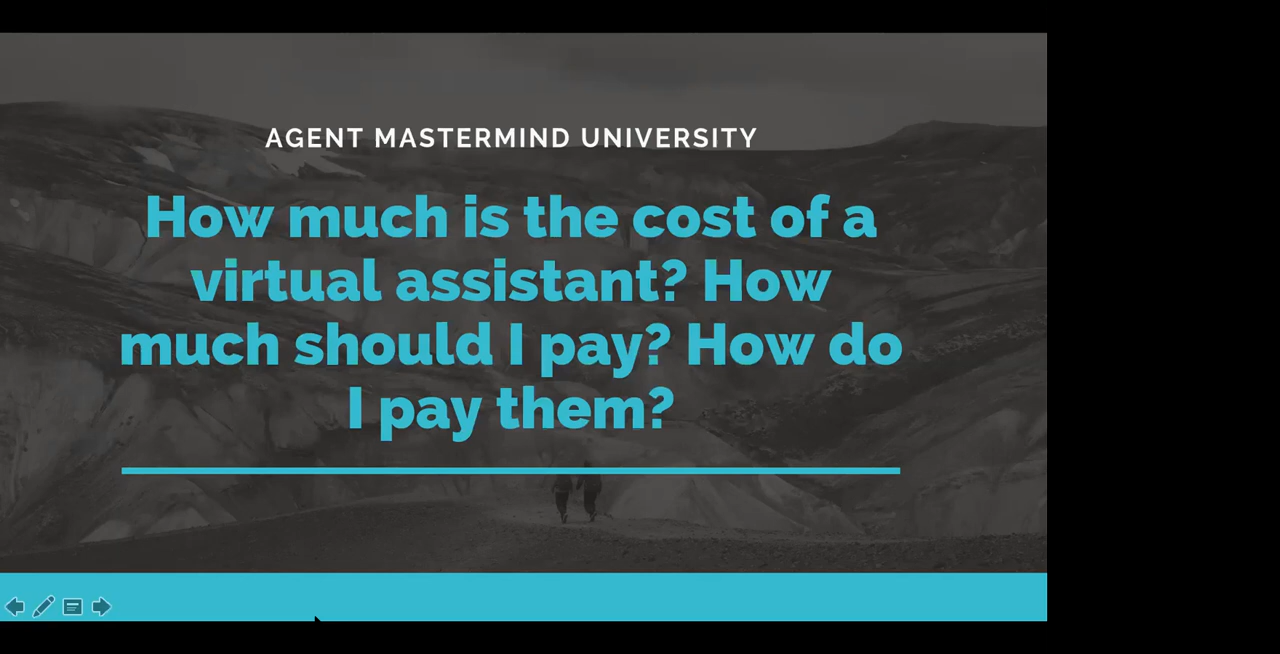 AGENT MASTERMIND UNIVERSITY
How much is the cost of a
virtual assistant? How
much should I pay? How do
I pay them?